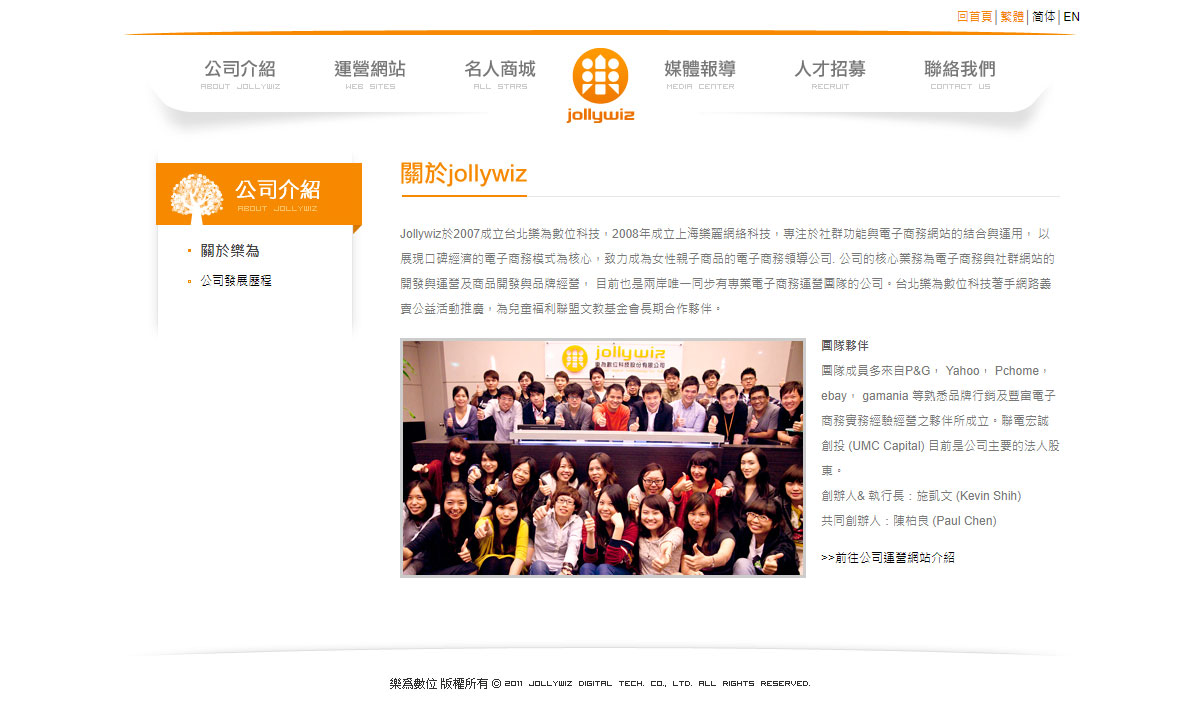 回首頁│繁體│简体│EN
公司介紹
ABOUT JOLLYWIZ
運營網站
WEB SITES
名人商城
ALL STARS
jollywiz
媒體報導
MEDIA CENTER
人才招募
RECRUIT
聯絡我們
CONTACT US
公司介紹
ABOUT JOLLYWIZ
關於樂為
公司發展歷程
關於jollywiz
Jollywiz於2007成立台北樂為數位科技，2008年成立上海樂麗網絡科技，專注於社群功能與電子商務網站的結合與運用， 以
展現口碑經濟的電子商務模式為核心，致力成為女性親子商品的電子商務領導公司. 公司的核心業務為電子商務與社群網站的
開發與運營及商品開發與品牌經營， 目前也是兩岸唯一同步有專業電子商務運營團隊的公司。台北樂為數位科技著手網路義
賣公益活動推廣，為兒童福利聯盟文教基金會長期合作夥伴。
jollywiz
樂為數位科技股份有限公司
團隊夥伴
團隊成員多來自P&G， Yahoo， Pchome，
ebay， gamania 等熟悉品牌行銷及豐富電子
商務實務經驗經營之夥伴所成立。聯電宏誠
創投 (UMC Capital) 目前是公司主要的法人股
東。
創辦人& 執行長：施凱文 (Kevin Shih)
共同創辦人：陳柏良 (Paul Chen)
>>前往公司運營網站介紹
樂為數位 版權所有 © 2011 JOLLYWIZ DIGITAL TECH. CO., LTD. ALL RIGHTS RESERVED.